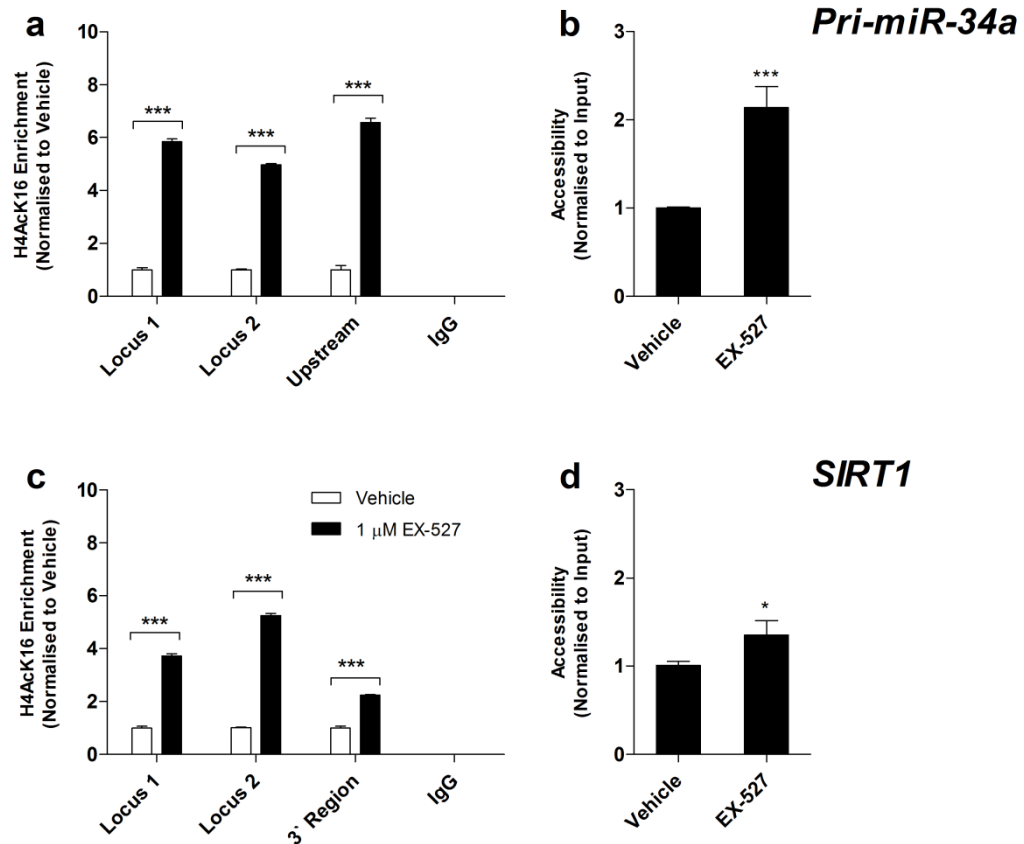 a
H4AcK16 Enrichment
(Normalised to Vehicle)
10
8
6
4
2
0
***
***
***
Locus 1
Locus 2
Upstream
IgG
b
Pri-miR-34a
Accessibility
(Normalised to Input)
3
2
1
0
***
Vehicle
EX-527
c
H4AcK16 Enrichment
(Normalised to Vehicle)
10
8
6
4
2
0
Vehicle
1 μM EX-527
***
***
***
Locus 1
Locus 2
3` Region
IgG
d
SIRT1
Accessibility
(Normalised to Input)
3
2
1
0
*
Vehicle
EX-527